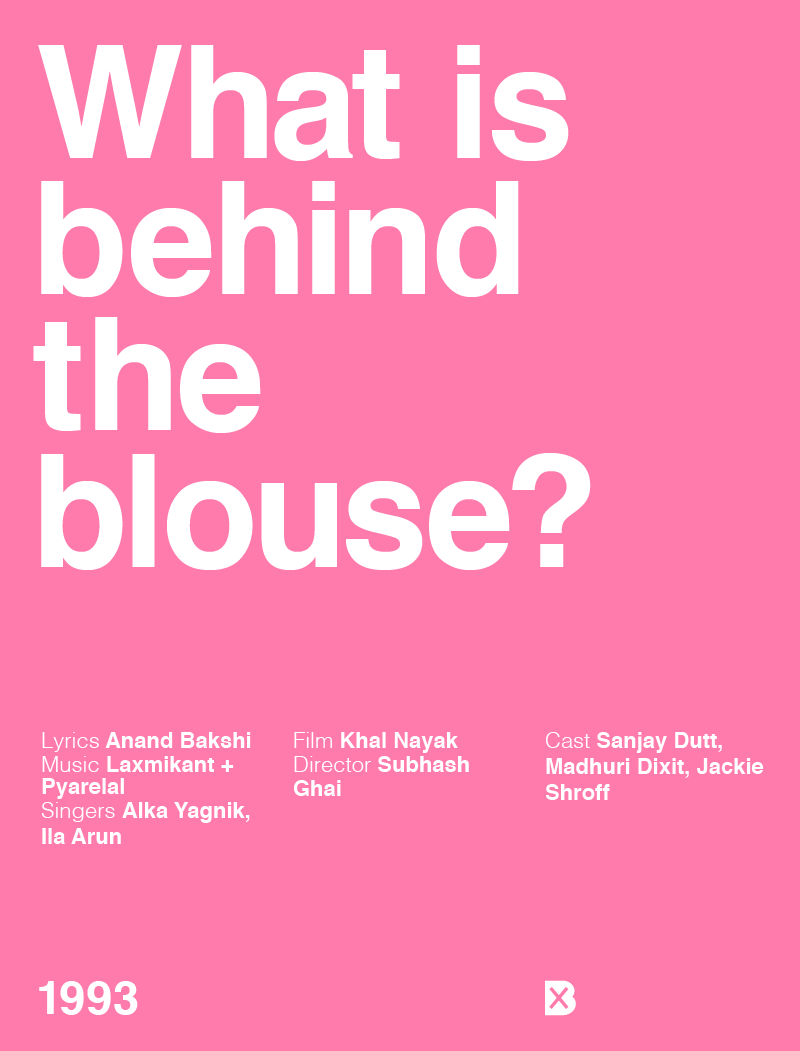 What is
behind
the
blouse?
Lyrics Anand Bakshi
Music Laxmikant +
Pyarelal
Singers Alka Yagnik,
Ila Arun
Film Khal Nayak
Director Subhash
Ghai
Cast Sanjay Dutt,
Madhuri Dixit, Jackie
Shroff
1993
BX